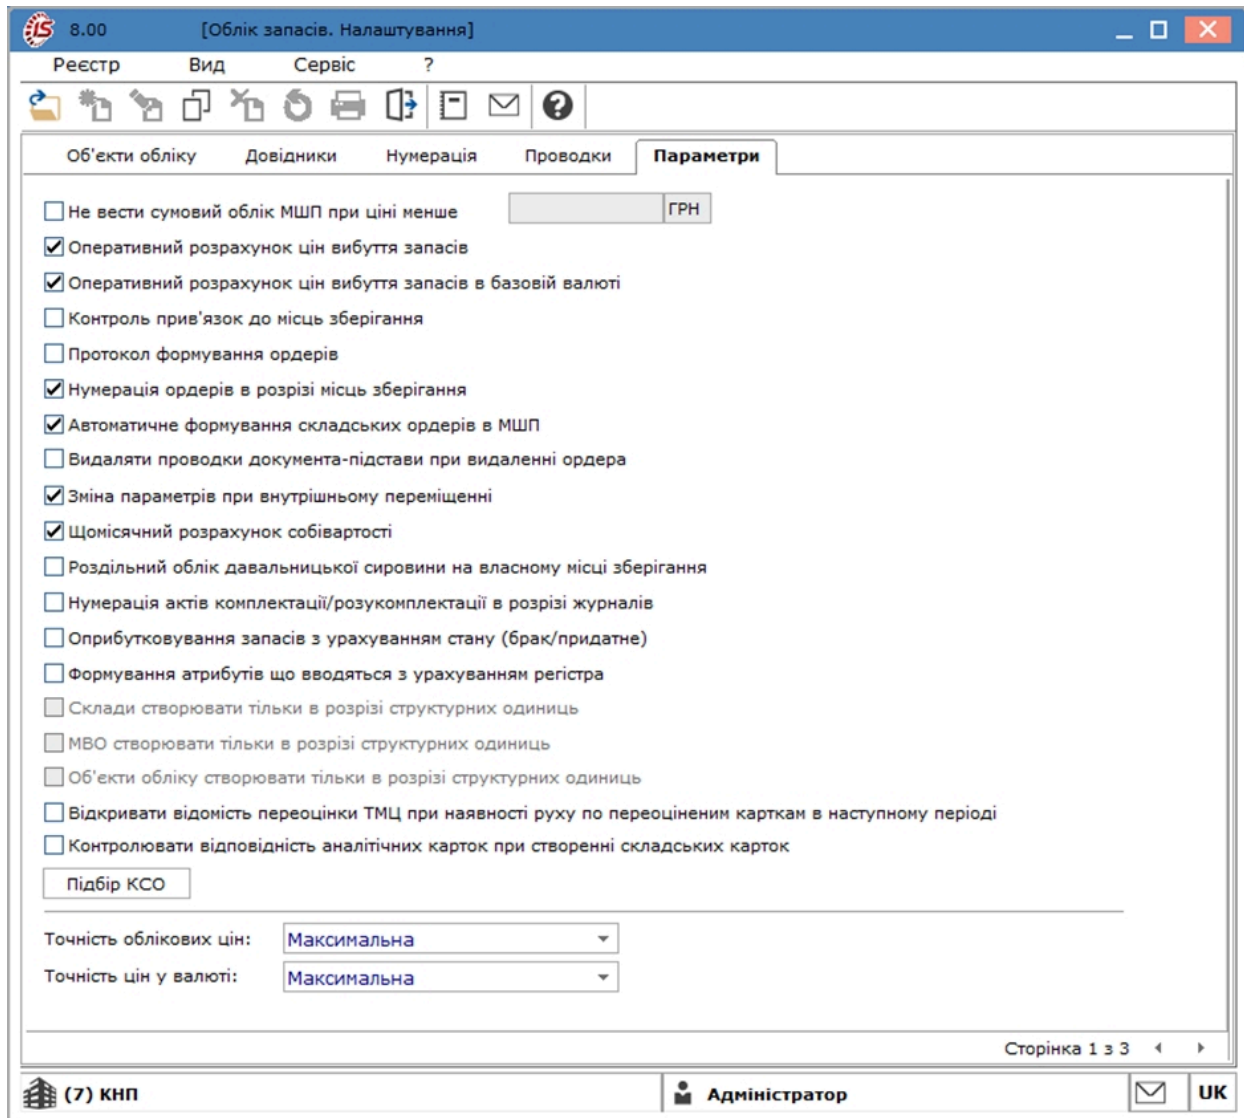 8.00 [Облік запасів. Налаштування]
Реєстр Вид Сервіс ?
Об'єкти обліку Довідники Нумерація Проводки Параметри
Не вести сумовий облік МШП при ціні менше ГРН
Оперативний розрахунок цін вибуття запасів
Оперативний розрахунок цін вибуття запасів в базовій валюті
Контроль прив'язок до місць зберігання
Протокол формування ордерів
Нумерація ордерів в розрізі місць зберігання
Автоматичне формування складських ордерів в МШП
Видаляти проводки документа-підстави при видаленні ордера
Зміна параметрів при внутрішньому переміщенні
Щомісячний розрахунок собівартості
Роздільний облік давальницької сировини на власному місці зберігання
Нумерація актів комплектації/розукомплектації в розрізі журналів
Оприбутковування запасів з урахуванням стану (брак/придатне)
Формування атрибутів що вводяться з урахуванням регістра
Склади створювати тільки в розрізі структурних одиниць
МВО створювати тільки в розрізі структурних одиниць
Об'єкти обліку створювати тільки в розрізі структурних одиниць
Відкривати відомість переоцінки ТМЦ при наявності руху по переоціненим карткам в наступному періоді
Контролювати відповідність аналітичних карток при створенні складських карток
Підбір КСО
Точність облікових цін: Максимальна
Точність цін у валюті: Максимальна
Сторінка 1 з 3
(7) КНП Адміністратор UK